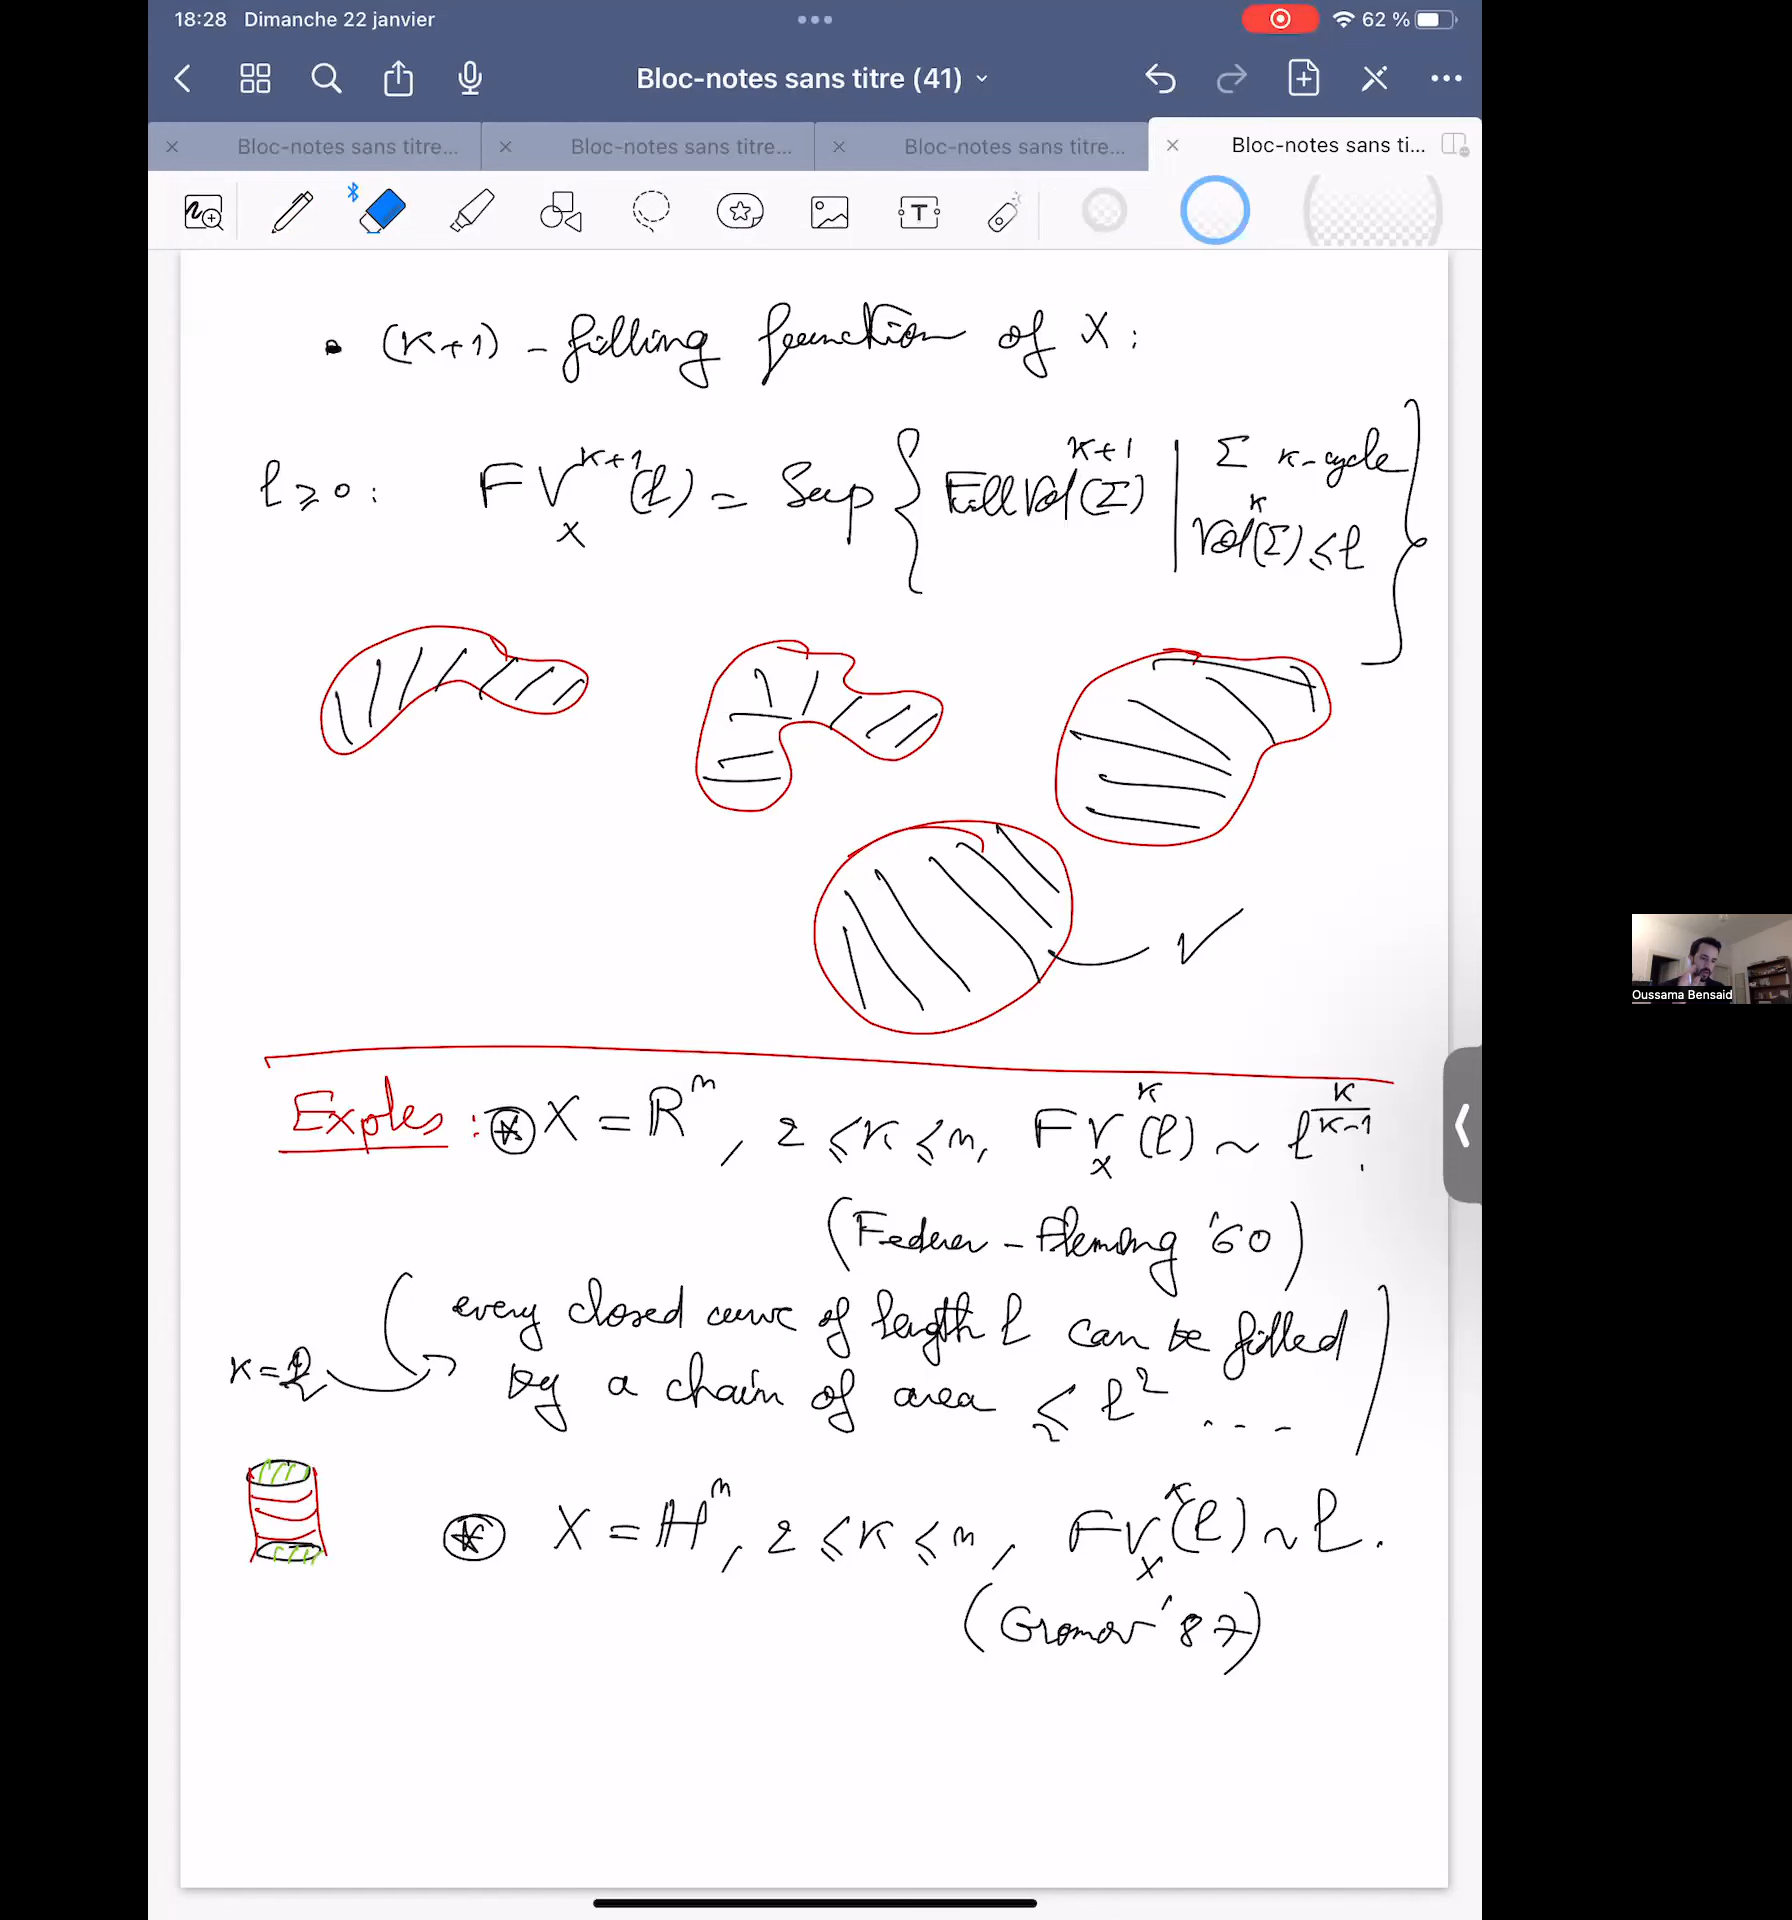 18:28 Dimanche 22 janvier
62 %
Bloc-notes sans titre (41)
Bloc-notes sans titre... Bloc-notes sans titre... Bloc-notes sans titre... Bloc-notes sans ti...
• (K+1) - filling function of X :
l ≥ 0 : FV_X^{K+1}(l) = Sup { FillVol^{K+1}(Σ) | Σ K-cycle
Vol^K(Σ) ≤ l }
Exples : ⊛ X = ℝ^n, 2 ≤ K ≤ n, FV_X^K(l) ~ l^{K/(K-1)}.
(Federer - Fleming '60)
(every closed curve of length l can be filled
K=2 by a chain of area ≲ l^2 ...)
⊛ X = ℍ^n, 2 ≤ K ≤ n, FV_X^K(l) ~ l.
(Gromov '87)
Oussama Bensaid